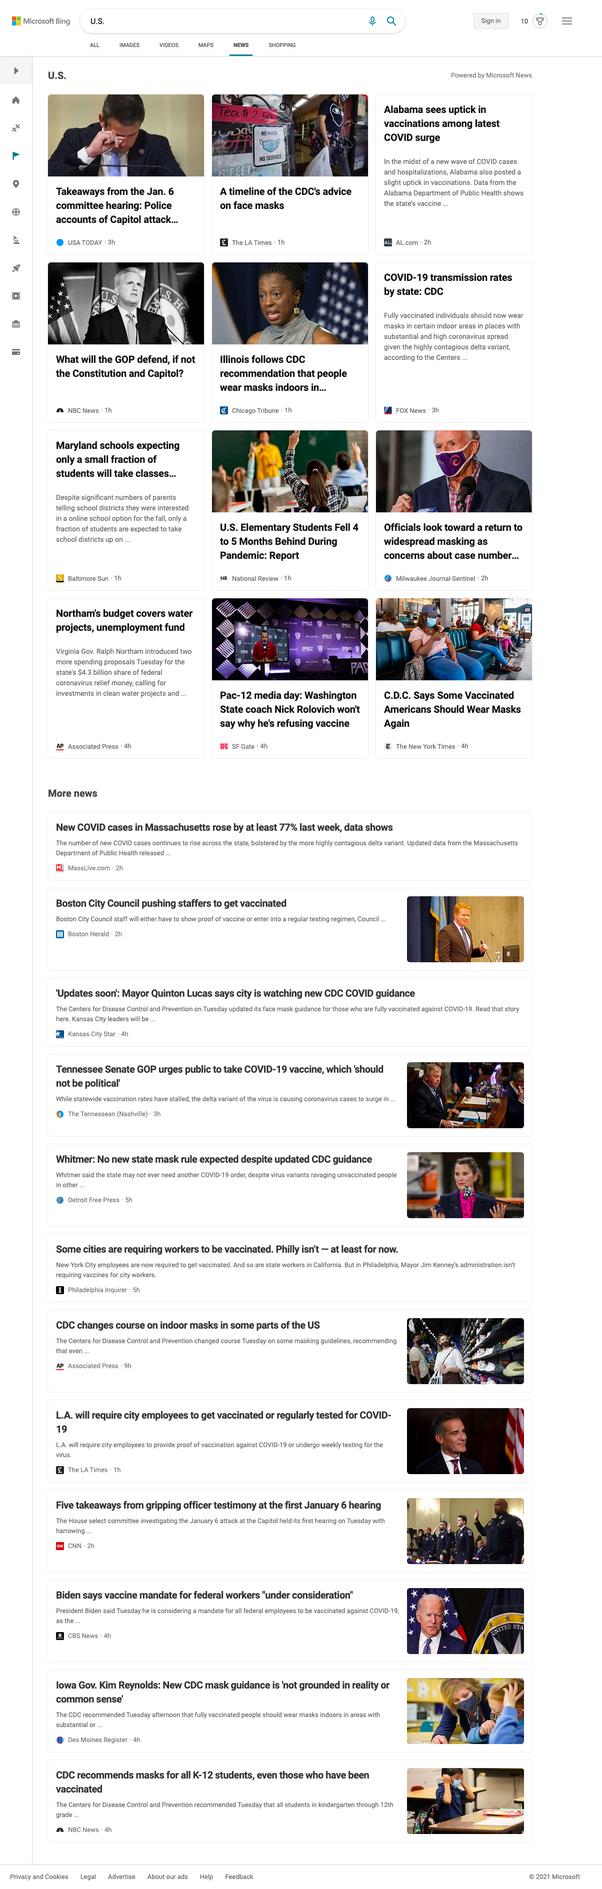 Microsoft Bing
U.S.
Sign in
10
ALL IMAGES VIDEOS MAPS NEWS SHOPPING
U.S.
Powered by Microsoft News
Takeaways from the Jan. 6
committee hearing: Police
accounts of Capitol attack...
USA TODAY · 3h
Tea $2.50
NO MASK
NO SERVICE
A timeline of the CDC's advice
on face masks
The LA Times · 1h
Alabama sees uptick in
vaccinations among latest
COVID surge
In the midst of a new wave of COVID cases
and hospitalizations, Alabama also posted a
slight uptick in vaccinations. Data from the
Alabama Department of Public Health shows
the state's vaccine ...
AL.com · 2h
What will the GOP defend, if not
the Constitution and Capitol?
NBC News · 1h
Illinois follows CDC
recommendation that people
wear masks indoors in...
Chicago Tribune · 1h
COVID-19 transmission rates
by state: CDC
Fully vaccinated individuals should now wear
masks in certain indoor areas in places with
substantial and high coronavirus spread
given the highly contagious delta variant,
according to the Centers ...
FOX News · 3h
Maryland schools expecting
only a small fraction of
students will take classes...
Despite significant numbers of parents
telling school districts they were interested
in a online school option for the fall, only a
fraction of students are expected to take
school districts up on ...
Baltimore Sun · 1h
U.S. Elementary Students Fell 4
to 5 Months Behind During
Pandemic: Report
NR National Review · 1h
Officials look toward a return to
widespread masking as
concerns about case number...
Milwaukee Journal-Sentinel · 2h
Northam's budget covers water
projects, unemployment fund
Virginia Gov. Ralph Northam introduced two
more spending proposals Tuesday for the
state's $4.3 billion share of federal
coronavirus relief money, calling for
investments in clean water projects and ...
AP Associated Press · 4h
Pac-12 media day: Washington
State coach Nick Rolovich won't
say why he's refusing vaccine
SF Gate · 4h
C.D.C. Says Some Vaccinated
Americans Should Wear Masks
Again
The New York Times · 4h
More news
New COVID cases in Massachusetts rose by at least 77% last week, data shows
The number of new COVID cases continues to rise across the state, bolstered by the more highly contagious delta variant. Updated data from the Massachusetts
Department of Public Health released ...
MassLive.com · 2h
Boston City Council pushing staffers to get vaccinated
Boston City Council staff will either have to show proof of vaccine or enter into a regular testing regimen, Council ...
Boston Herald · 2h
'Updates soon': Mayor Quinton Lucas says city is watching new CDC COVID guidance
The Centers for Disease Control and Prevention on Tuesday updated its face mask guidance for those who are fully vaccinated against COVID-19. Read that story
here. Kansas City leaders will be ...
Kansas City Star · 4h
Tennessee Senate GOP urges public to take COVID-19 vaccine, which 'should
not be political'
While statewide vaccination rates have stalled, the delta variant of the virus is causing coronavirus cases to surge in ...
The Tennessean (Nashville) · 3h
Whitmer: No new state mask rule expected despite updated CDC guidance
Whitmer said the state may not ever need another COVID-19 order, despite virus variants ravaging unvaccinated people
in other ...
Detroit Free Press · 5h
Some cities are requiring workers to be vaccinated. Philly isn't — at least for now.
New York City employees are now required to get vaccinated. And so are state workers in California. But in Philadelphia, Mayor Jim Kenney's administration isn't
requiring vaccines for city workers.
Philadelphia Inquirer · 5h
CDC changes course on indoor masks in some parts of the US
The Centers for Disease Control and Prevention changed course Tuesday on some masking guidelines, recommending
that even ...
AP Associated Press · 9h
L.A. will require city employees to get vaccinated or regularly tested for COVID-
19
L.A. will require city employees to provide proof of vaccination against COVID-19 or undergo weekly testing for the
virus.
The LA Times · 1h
Five takeaways from gripping officer testimony at the first January 6 hearing
The House select committee investigating the January 6 attack at the Capitol held its first hearing on Tuesday with
harrowing ...
CNN · 2h
Biden says vaccine mandate for federal workers "under consideration"
President Biden said Tuesday he is considering a mandate for all federal employees to be vaccinated against COVID-19,
as the ...
CBS News · 4h
Iowa Gov. Kim Reynolds: New CDC mask guidance is 'not grounded in reality or
common sense'
The CDC recommended Tuesday afternoon that fully vaccinated people should wear masks indoors in areas with
substantial or ...
Des Moines Register · 4h
CDC recommends masks for all K-12 students, even those who have been
vaccinated
The Centers for Disease Control and Prevention recommended Tuesday that all students in kindergarten through 12th
grade ...
NBC News · 4h
Privacy and Cookies Legal Advertise About our ads Help Feedback
© 2021 Microsoft